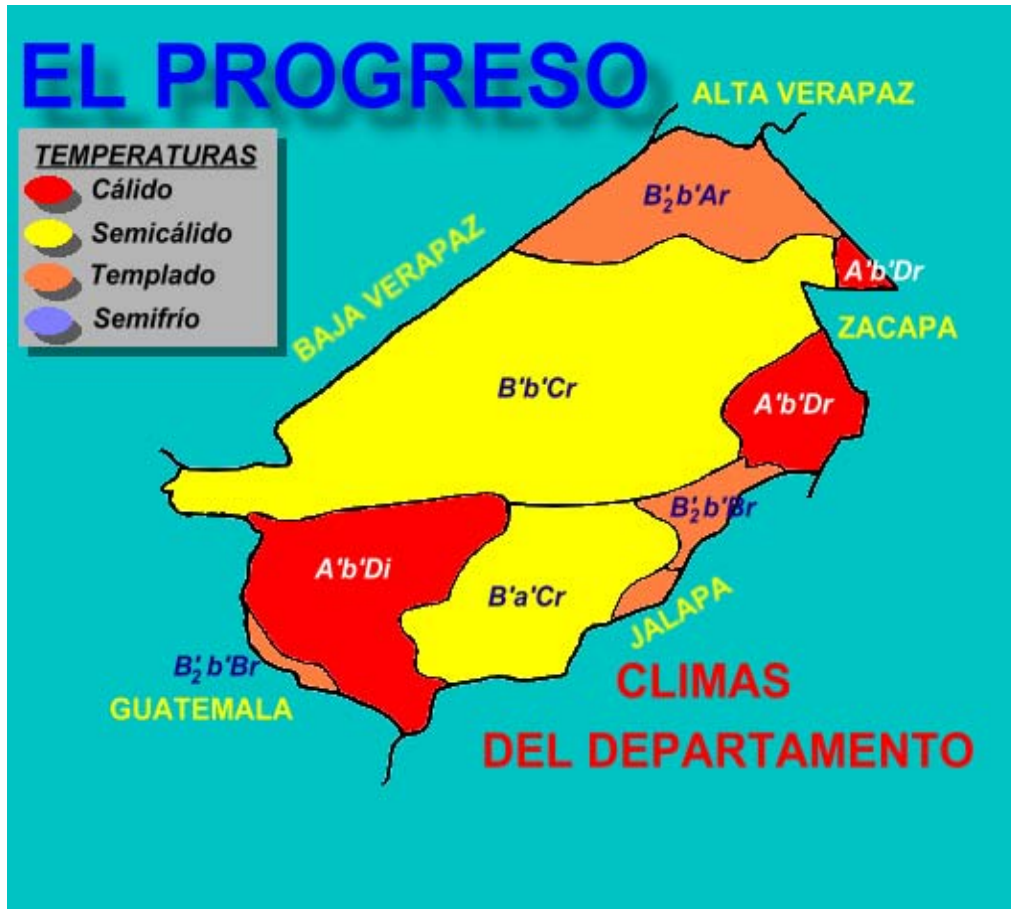 EL PROGRESO
ALTA VERAPAZ
TEMPERATURAS
Cálido
Semicálido
Templado
Semifrío
B'₂b'Ar
BAJA VERAPAZ
A'b'Dr
ZACAPA
B'b'Cr
A'b'Dr
B'₂b'Br
A'b'Di
B'a'Cr
JALAPA
B'₂b'Br
GUATEMALA
CLIMAS
DEL DEPARTAMENTO